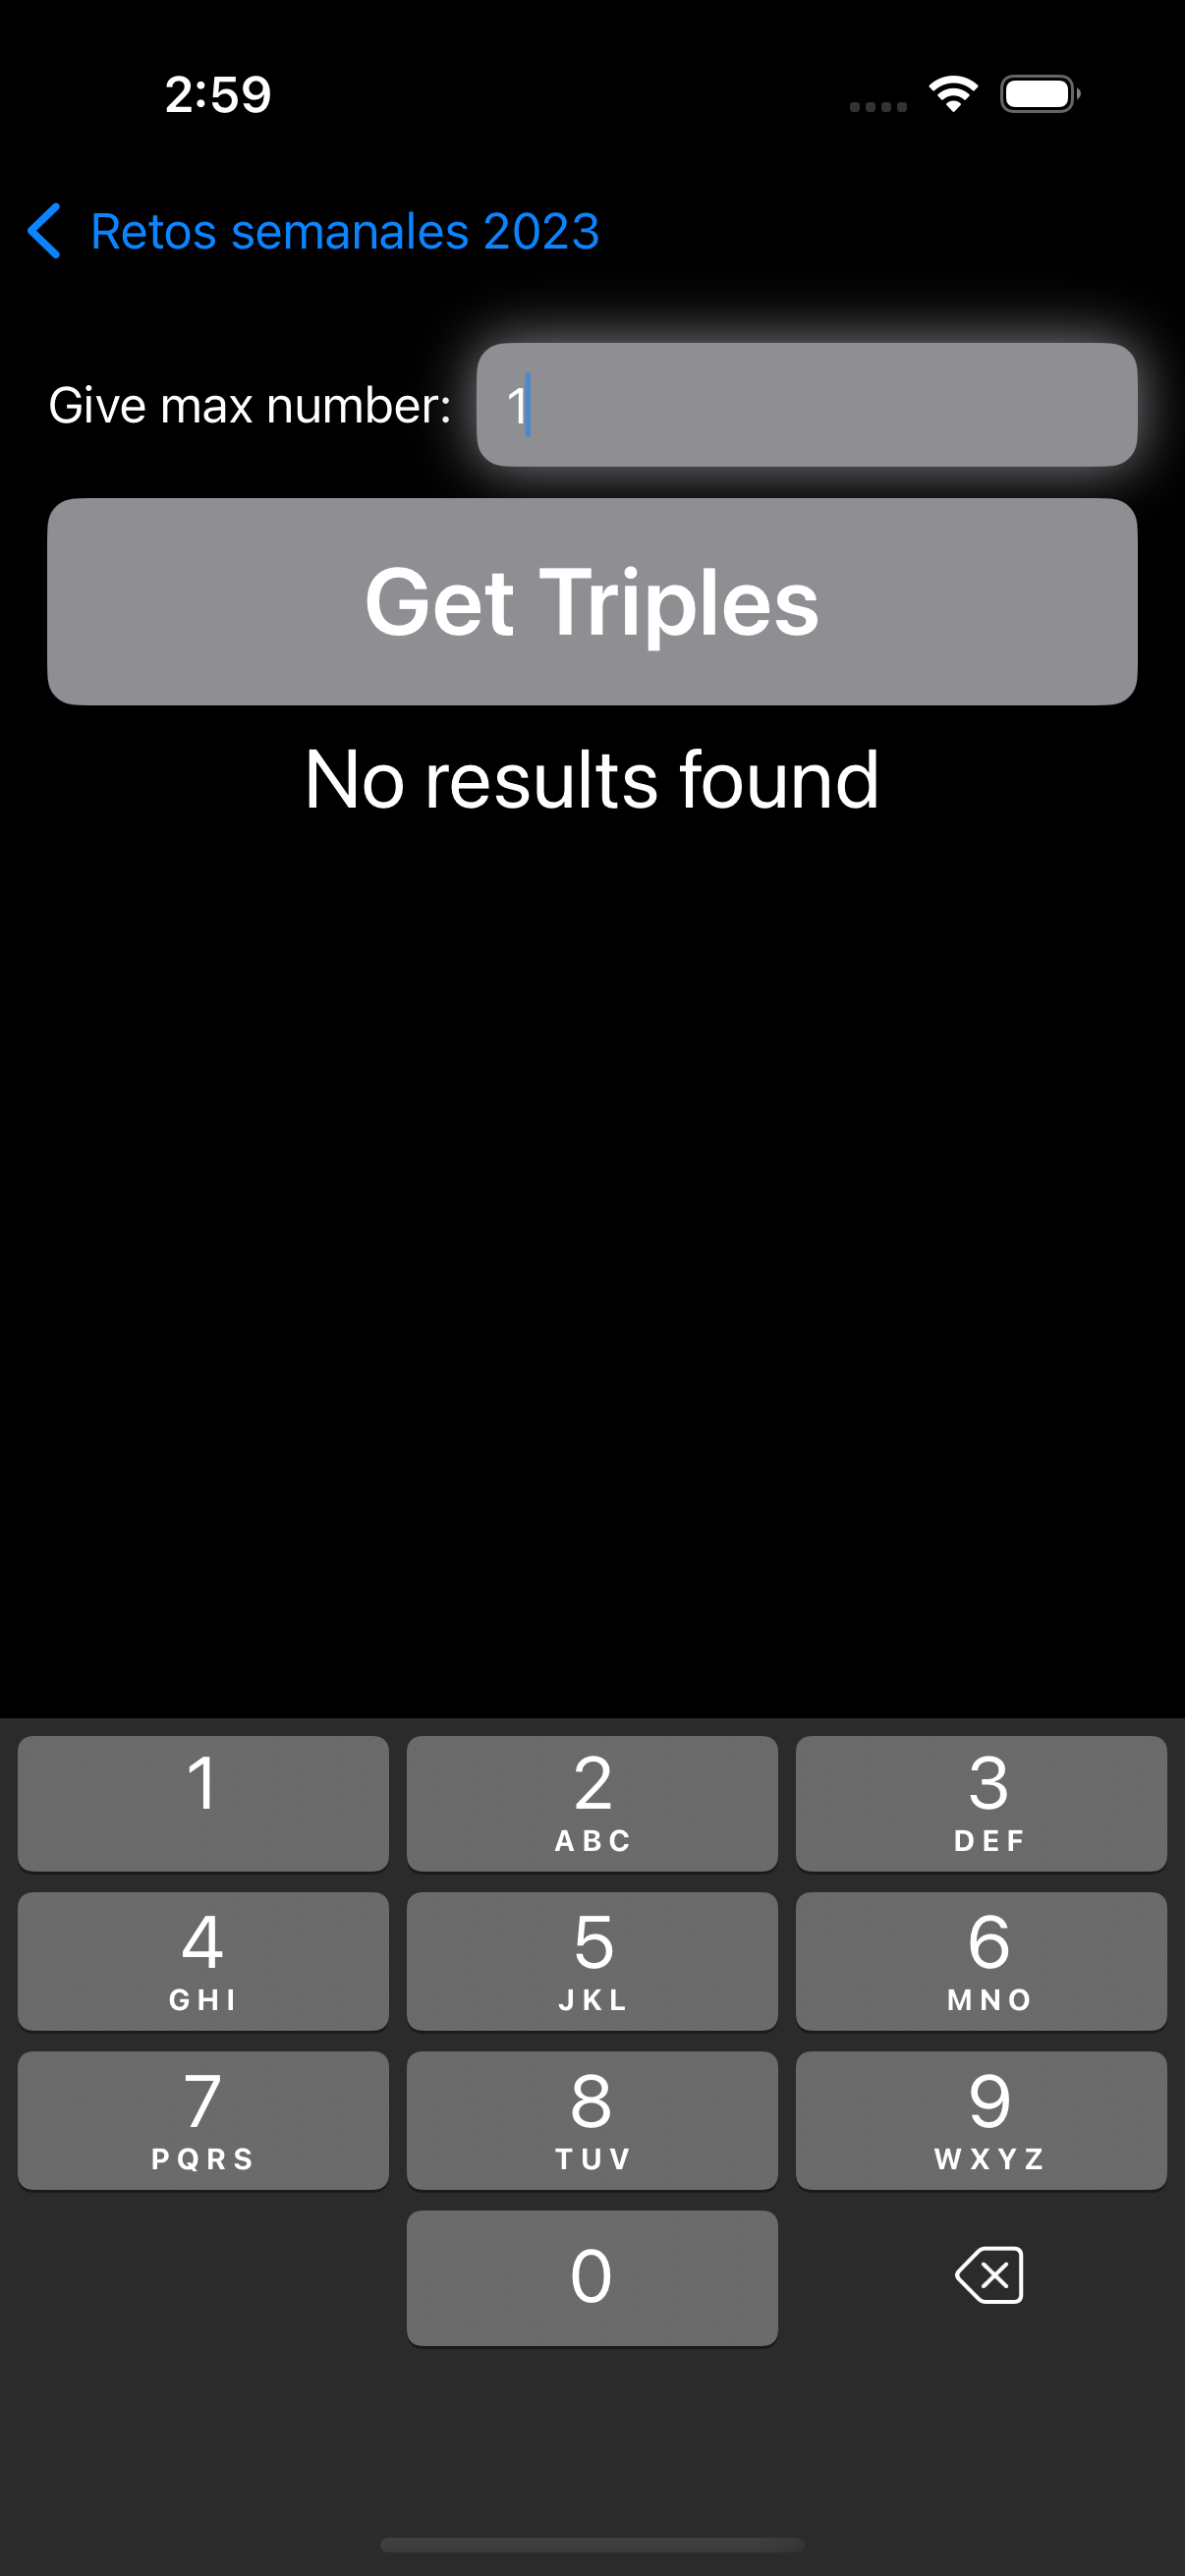 2:59
Retos semanales 2023
Give max number: 1
Get Triples
No results found
1 2 3
ABC DEF
4 5 6
GHI JKL MNO
7 8 9
PQRS TUV WXYZ
0